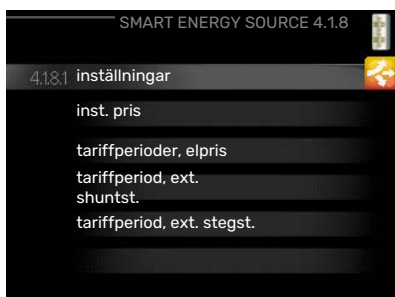 SMART ENERGY SOURCE 4.1.8
4.1.8.1 inställningar
inst. pris
tariffperioder, elpris
tariffperiod, ext.
shuntst.
tariffperiod, ext. stegst.